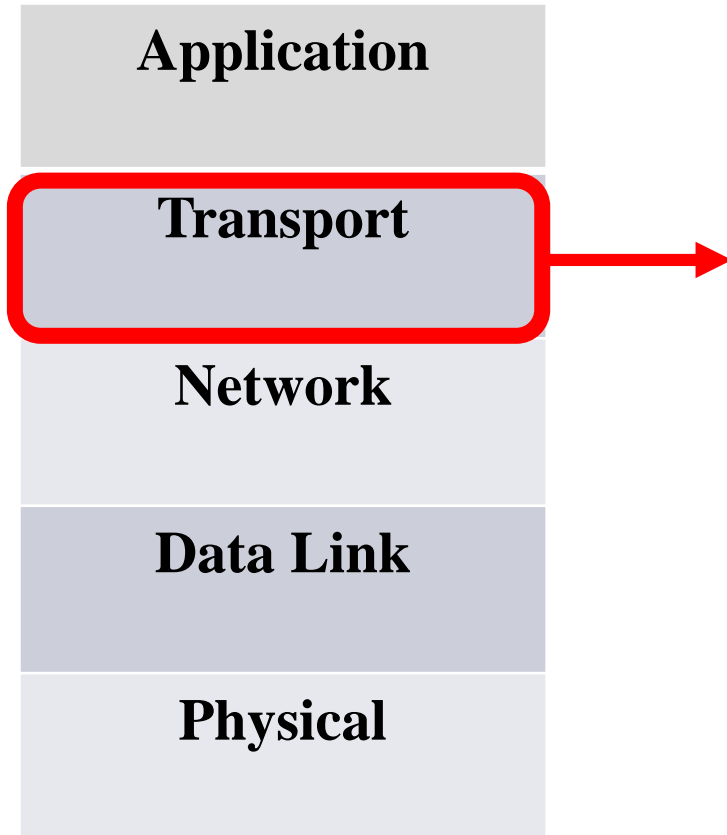 Application
Transport
Network
Data Link
Physical